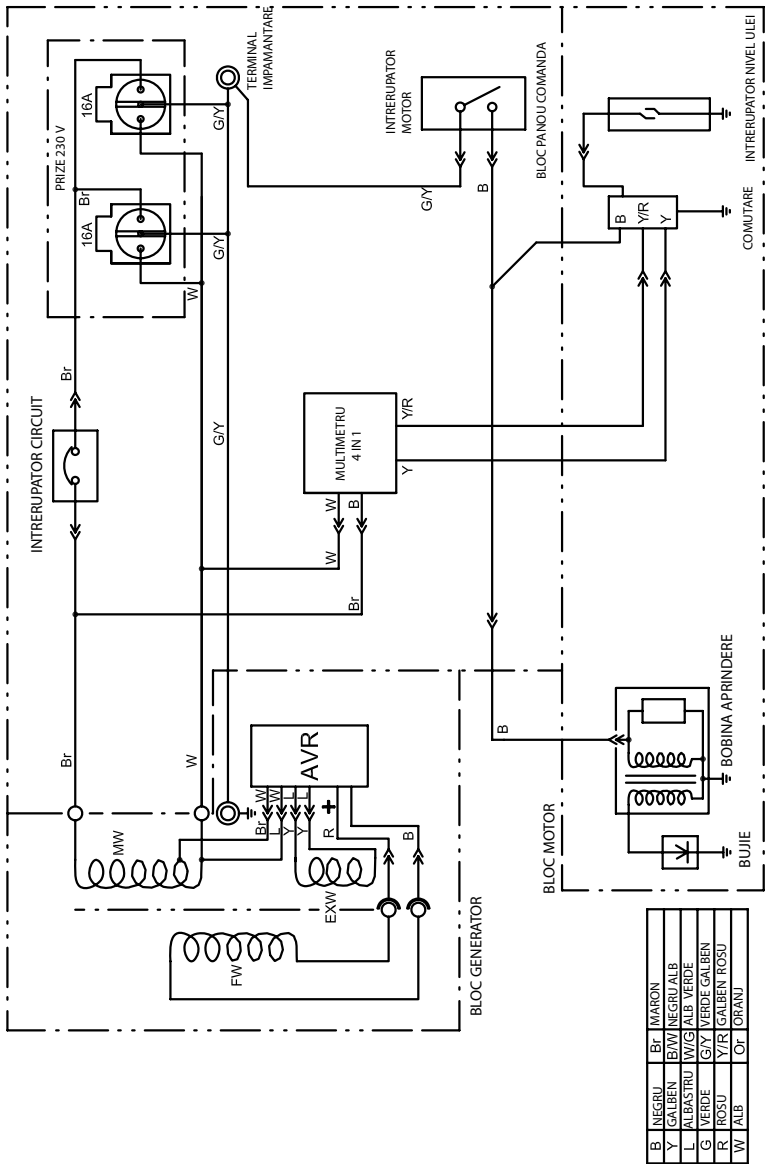 PRIZE 230 V
16A
16A
TERMINAL
IMPAMANTARE
INTRERUPATOR
MOTOR
BLOC PANOU COMANDA
INTRERUPATOR NIVEL ULEI
COMUTARE
B
Y/R
Y
G/Y
G/Y
Br
W
G/Y
B
Br
INTRERUPATOR CIRCUIT
G/Y
MULTIMETRU
4 IN 1
Y/R
Y
W
B
W
Br
Br
W
AVR
W
W
L
L
Br
L
Y
Y
+
R
B
MW
EXW
FW
BLOC GENERATOR
B
BLOC MOTOR
BOBINA APRINDERE
BUJIE
B NEGRU Br MARON
Y GALBEN B/W NEGRU ALB
L ALBASTRU W/G ALB VERDE
G VERDE G/Y VERDE GALBEN
R ROSU Y/R GALBEN ROSU
W ALB Or ORANJ